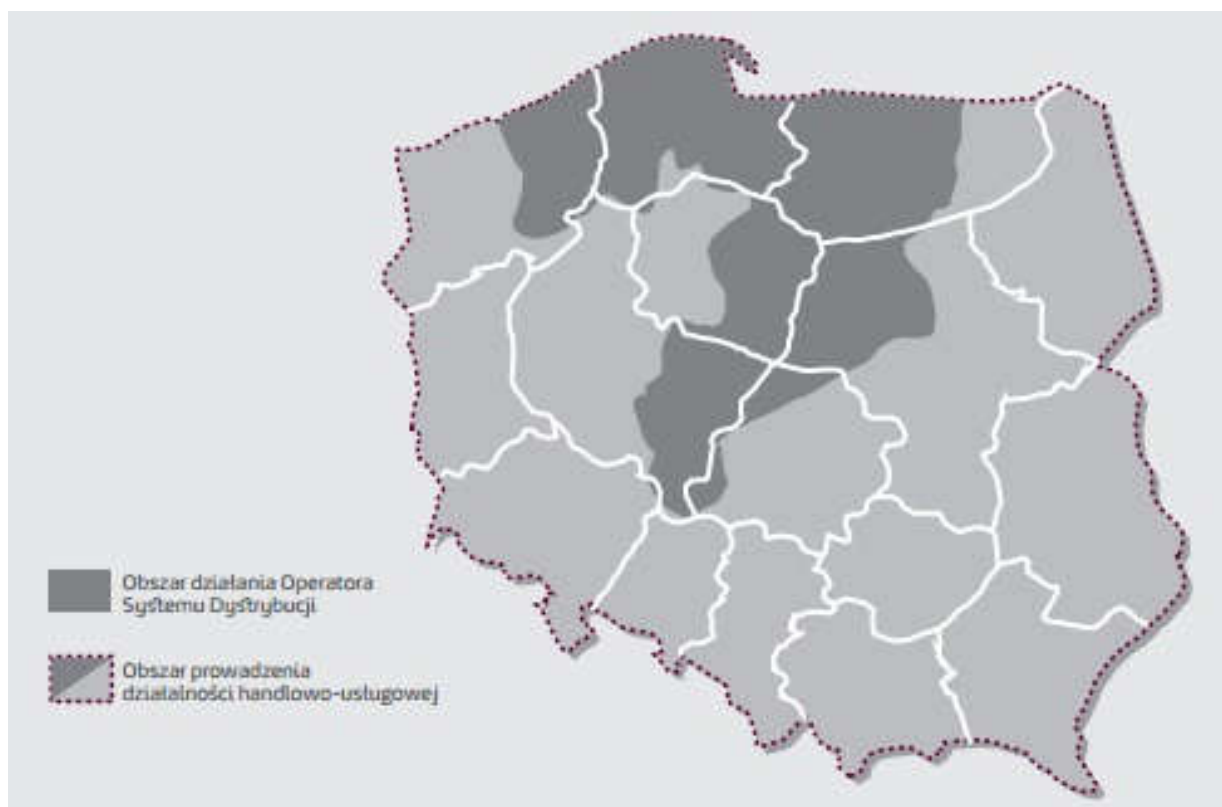 Obszar działania Operatora
Systemu Dystrybucji
Obszar prowadzenia
działalności handlowo-usługowej